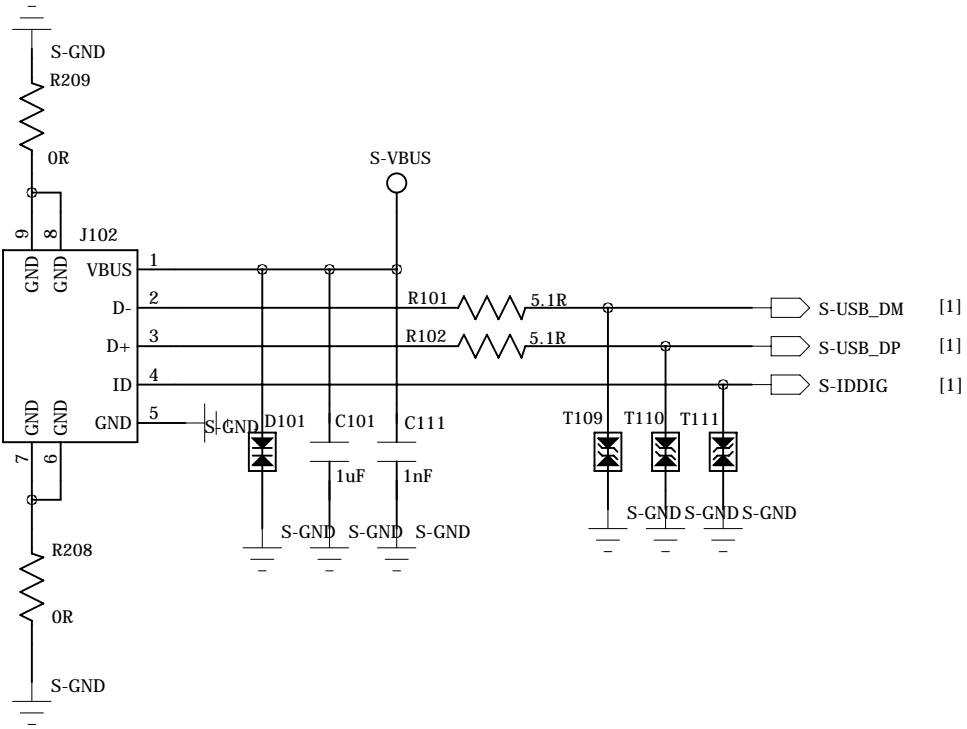 S-GND
R209
0R
S-VBUS
9
8
J102
GND
GND
VBUS
1
D-
2
R101
5.1R
S-USB_DM
[1]
D+
3
R102
5.1R
S-USB_DP
[1]
ID
4
S-IDDIG
[1]
GND
GND
GND
5
S-GND
D101
C101
C111
T109
T110
T111
7
6
1uF
1nF
S-GND
S-GND
S-GND
S-GND
S-GND
S-GND
R208
0R
S-GND